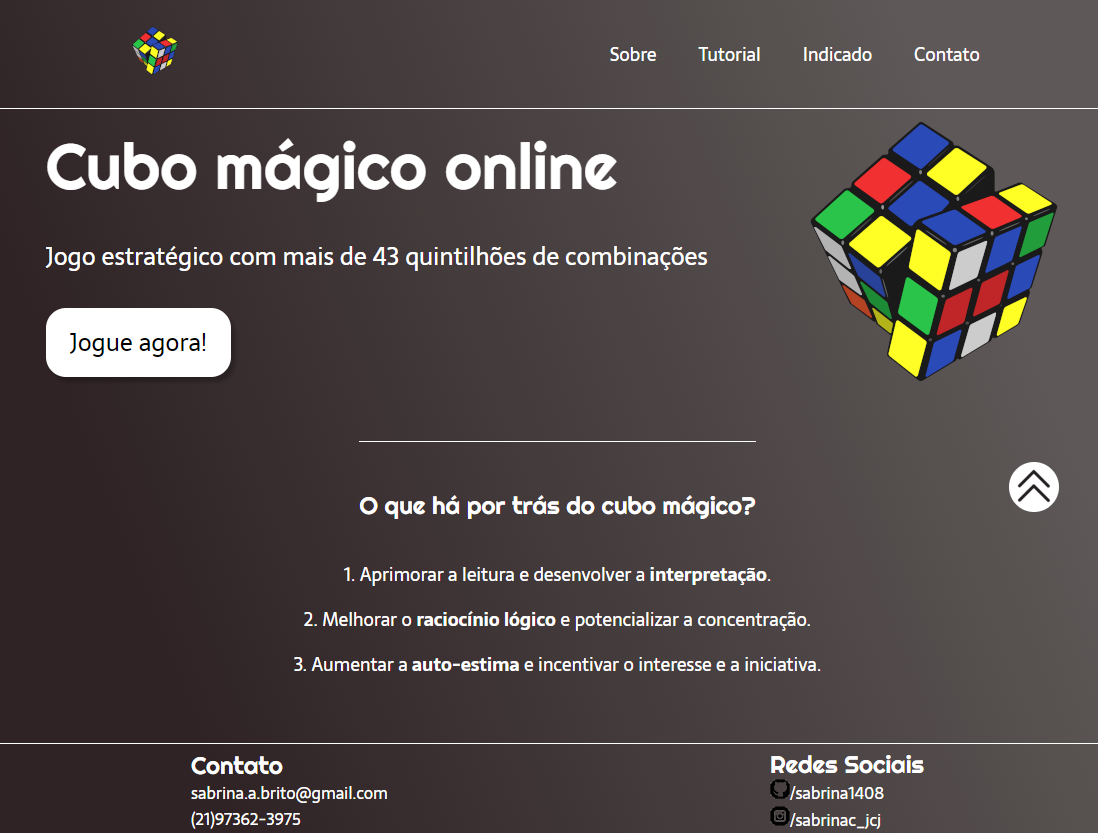 Sobre Tutorial Indicado Contato
Cubo mágico online
Jogo estratégico com mais de 43 quintilhões de combinações
Jogue agora!
O que há por trás do cubo mágico?
1. Aprimorar a leitura e desenvolver a interpretação.
2. Melhorar o raciocínio lógico e potencializar a concentração.
3. Aumentar a auto-estima e incentivar o interesse e a iniciativa.
Contato
sabrina.a.brito@gmail.com
(21)97362-3975
Redes Sociais
/sabrina1408
/sabrinac_jcj